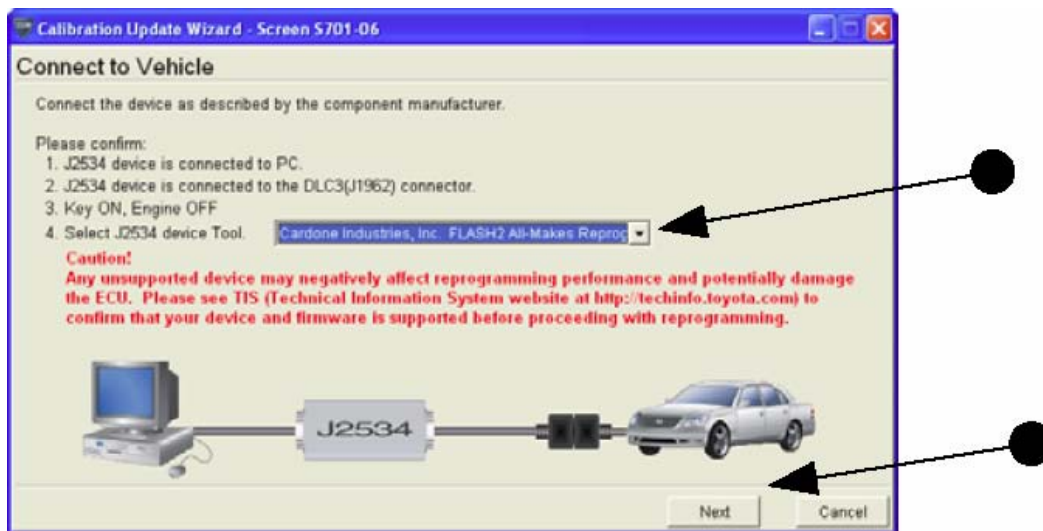 Calibration Update Wizard - Screen S701-06
Connect to Vehicle
Connect the device as described by the component manufacturer.
Please confirm:
1. J2534 device is connected to PC.
2. J2534 device is connected to the DLC3(J1962) connector.
3. Key ON, Engine OFF
4. Select J2534 device Tool. Cardone Industries, Inc. FLASH2 All-Makes Reprog
Caution!
Any unsupported device may negatively affect reprogramming performance and potentially damage
the ECU. Please see TIS (Technical Information System website at http://techinfo.toyota.com) to
confirm that your device and firmware is supported before proceeding with reprogramming.
J2534
Next Cancel